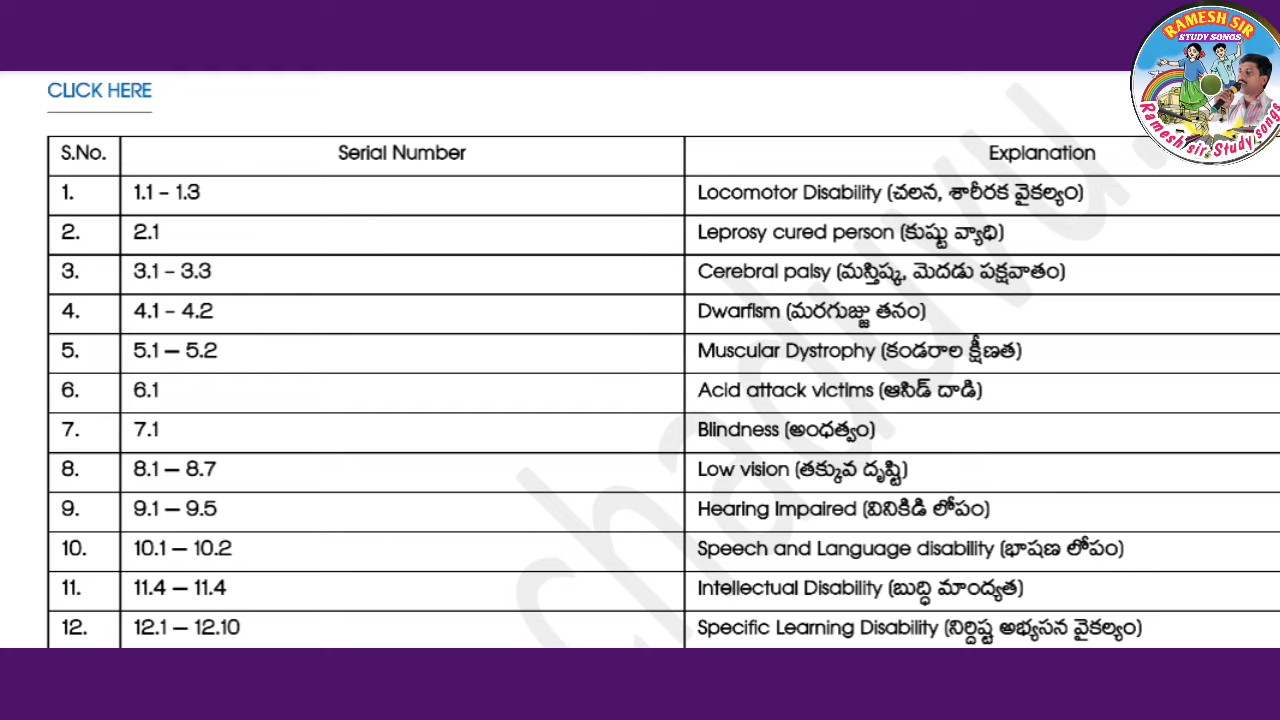 RAMESH SIR
STUDY SONGS
Ramesh sir Study songs
CLICK HERE
S.No. Serial Number Explanation
1. 1.1 – 1.3 Locomotor Disability (చలన, శారీరక వైకల్యం)
2. 2.1 Leprosy cured person (కుష్టు వ్యాధి)
3. 3.1 – 3.3 Cerebral palsy (మస్తిష్క, మెదడు పక్షవాతం)
4. 4.1 – 4.2 Dwarfism (మరగుజ్జు తనం)
5. 5.1 – 5.2 Muscular Dystrophy (కండరాల క్షీణత)
6. 6.1 Acid attack victims (ఆసిడ్ దాడి)
7. 7.1 Blindness (అంధత్వం)
8. 8.1 – 8.7 Low vision (తక్కువ దృష్టి)
9. 9.1 – 9.5 Hearing Impaired (వినికిడి లోపం)
10. 10.1 – 10.2 Speech and Language disability (భాషణ లోపం)
11. 11.4 – 11.4 Intellectual Disability (బుద్ధి మాంద్యత)
12. 12.1 – 12.10 Specific Learning Disability (నిర్దిష్ట అభ్యసన వైకల్యం)
chaduvu.